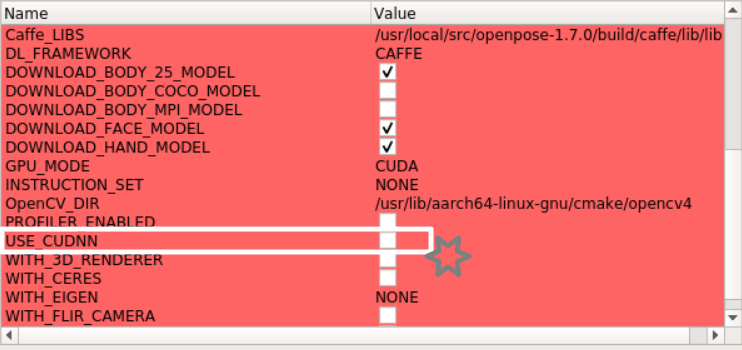 Name Value
Caffe_LIBS /usr/local/src/openpose-1.7.0/build/caffe/lib/lib
DL_FRAMEWORK CAFFE
DOWNLOAD_BODY_25_MODEL
DOWNLOAD_BODY_COCO_MODEL
DOWNLOAD_BODY_MPI_MODEL
DOWNLOAD_FACE_MODEL
DOWNLOAD_HAND_MODEL
GPU_MODE CUDA
INSTRUCTION_SET NONE
OpenCV_DIR /usr/lib/aarch64-linux-gnu/cmake/opencv4
PROFILER_ENABLED
USE_CUDNN
WITH_3D_RENDERER
WITH_CERES
WITH_EIGEN NONE
WITH_FLIR_CAMERA